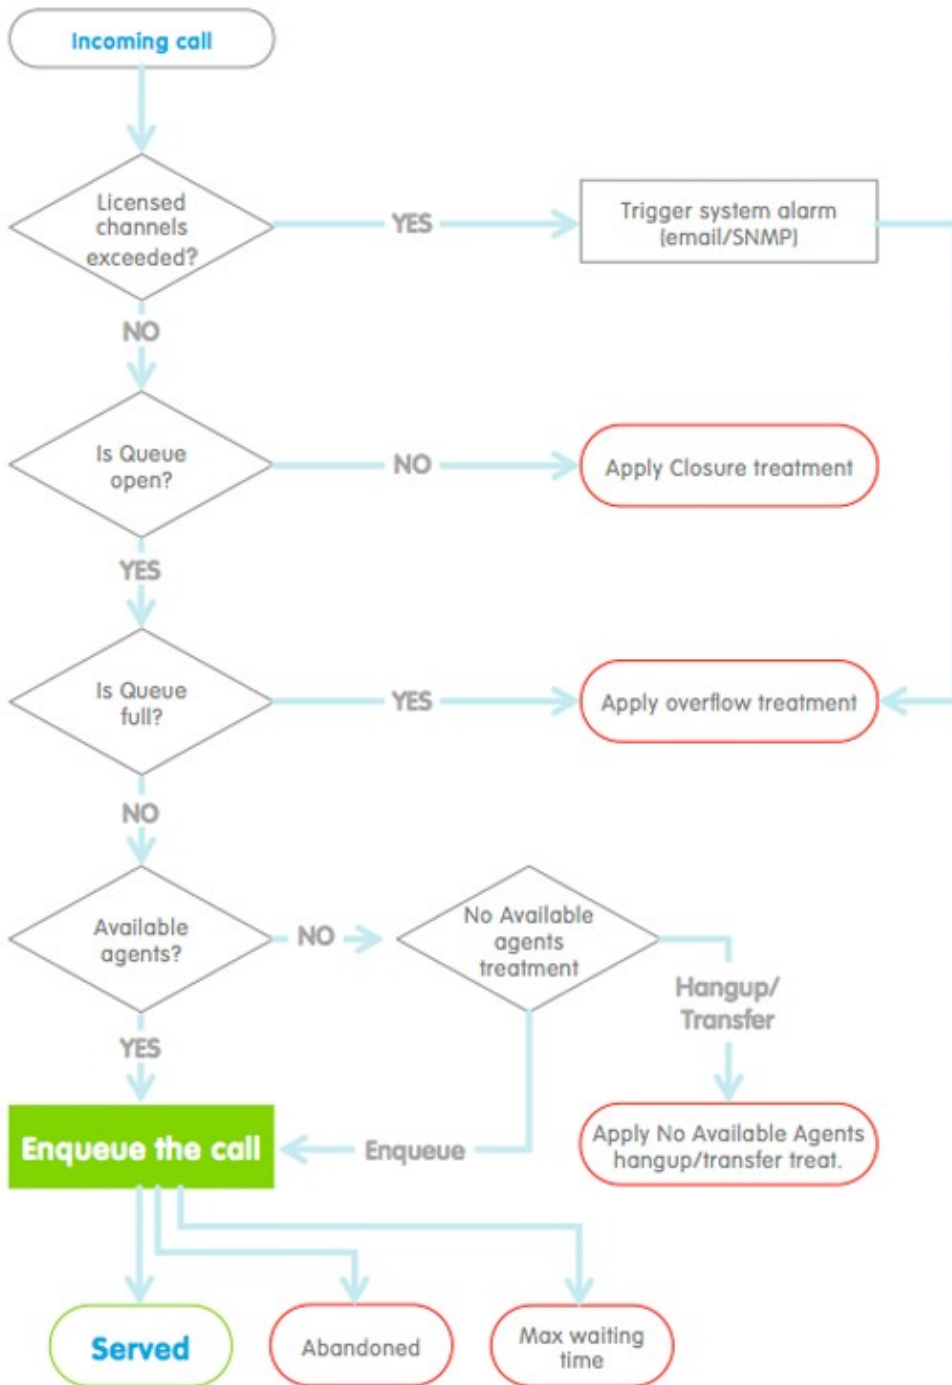 Incoming call
Licensed
channels
exceeded?
YES
Trigger system alarm
(email/SNMP)
NO
Is Queue
open?
NO
Apply Closure treatment
YES
Is Queue
full?
YES
Apply overflow treatment
NO
Available
agents?
NO
No Available
agents
treatment
Hangup/
Transfer
YES
Enqueue the call
Enqueue
Apply No Available Agents
hangup/transfer treat.
Served
Abandoned
Max waiting
time